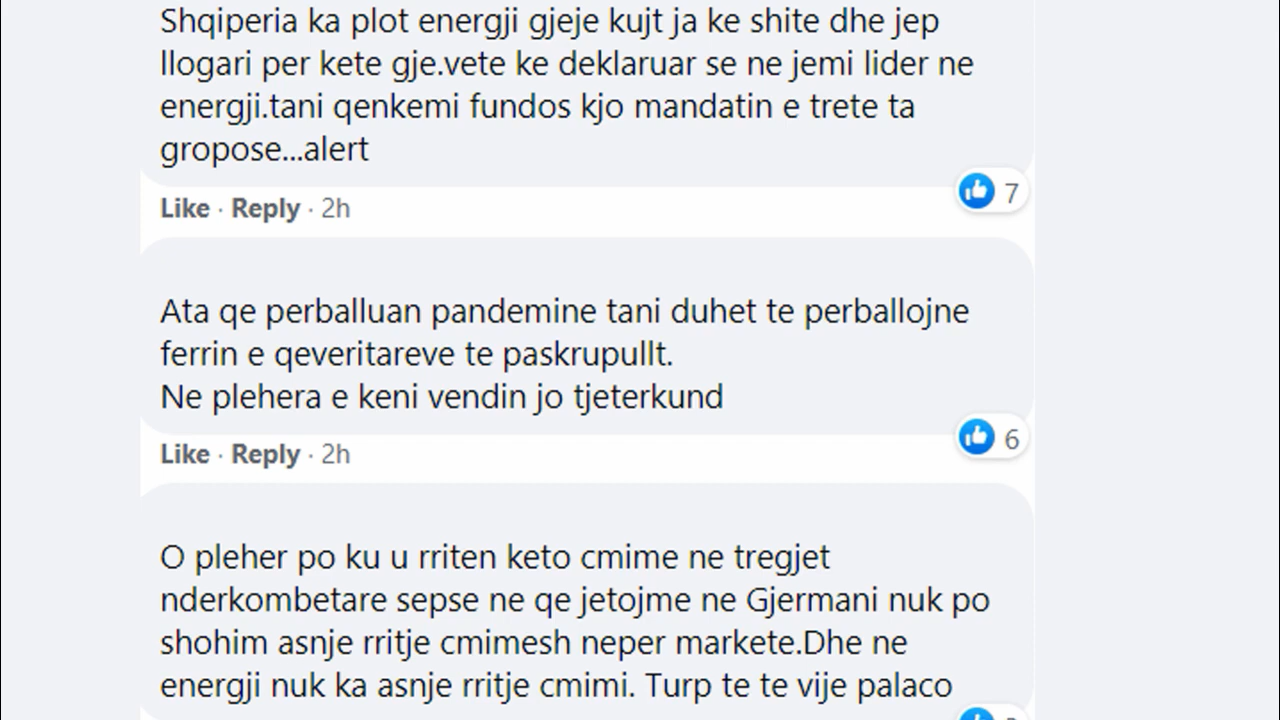 Shqiperia ka plot energji gjeje kujt ja ke shite dhe jep
llogari per kete gje.vete ke deklaruar se ne jemi lider ne
energji.tani qenkemi fundos kjo mandatin e trete ta
gropose...alert
7
Like · Reply · 2h
Ata qe perballuan pandemine tani duhet te perballojne
ferrin e qeveritareve te paskrupullt.
Ne plehera e keni vendin jo tjeterkund
6
Like · Reply · 2h
O pleher po ku u rriten keto cmime ne tregjet
nderkombetare sepse ne qe jetojme ne Gjermani nuk po
shohim asnje rritje cmimesh neper markete.Dhe ne
energji nuk ka asnje rritje cmimi. Turp te te vije palaco